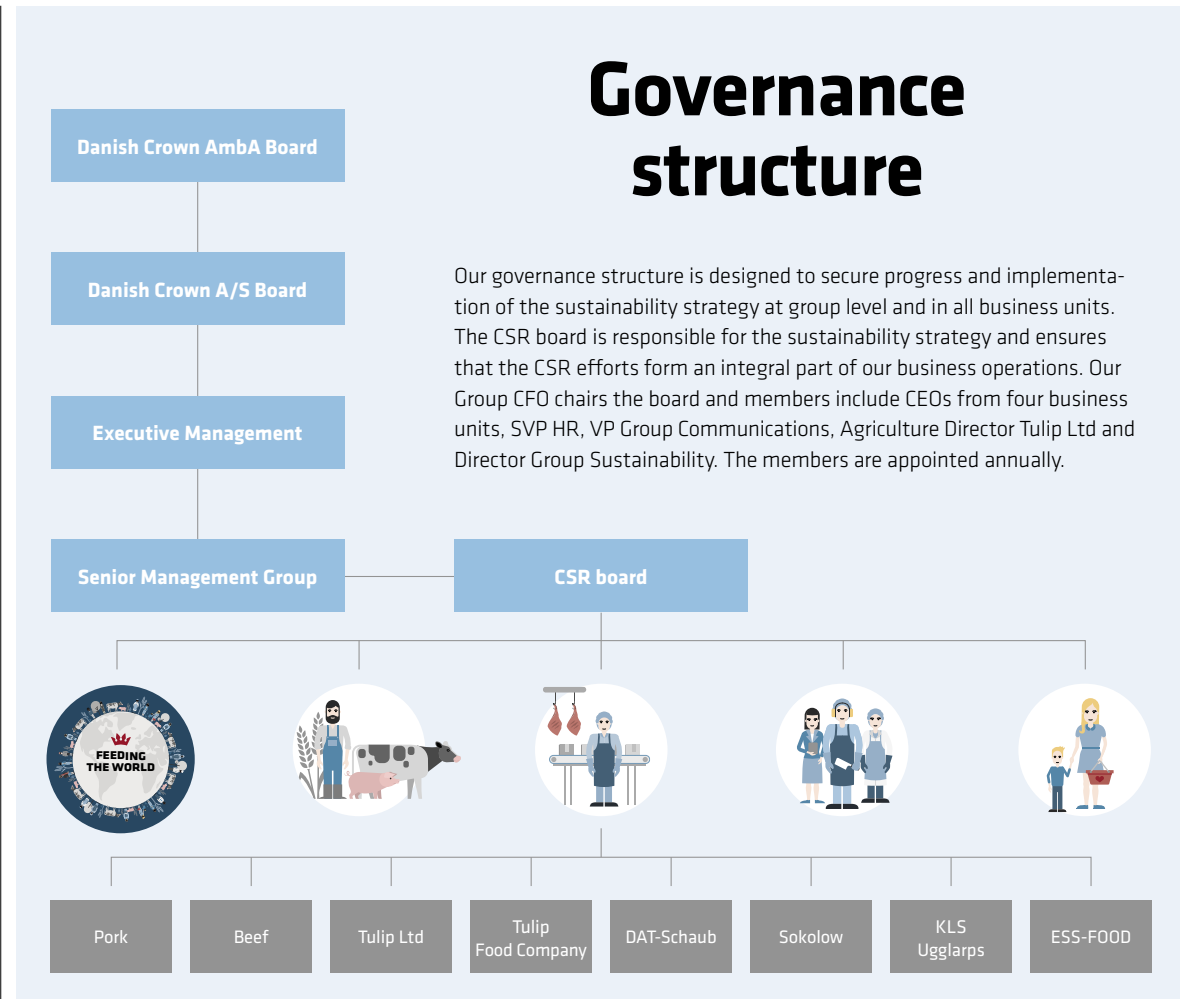 Governance
structure
Danish Crown AmbA Board
Danish Crown A/S Board
Executive Management
Senior Management Group
CSR board
Our governance structure is designed to secure progress and implementa-
tion of the sustainability strategy at group level and in all business units.
The CSR board is responsible for the sustainability strategy and ensures
that the CSR efforts form an integral part of our business operations. Our
Group CFO chairs the board and members include CEOs from four business
units, SVP HR, VP Group Communications, Agriculture Director Tulip Ltd and
Director Group Sustainability. The members are appointed annually.
FEEDING
THE WORLD
Pork
Beef
Tulip Ltd
Tulip
Food Company
DAT-Schaub
Sokolow
KLS
Ugglarps
ESS-FOOD